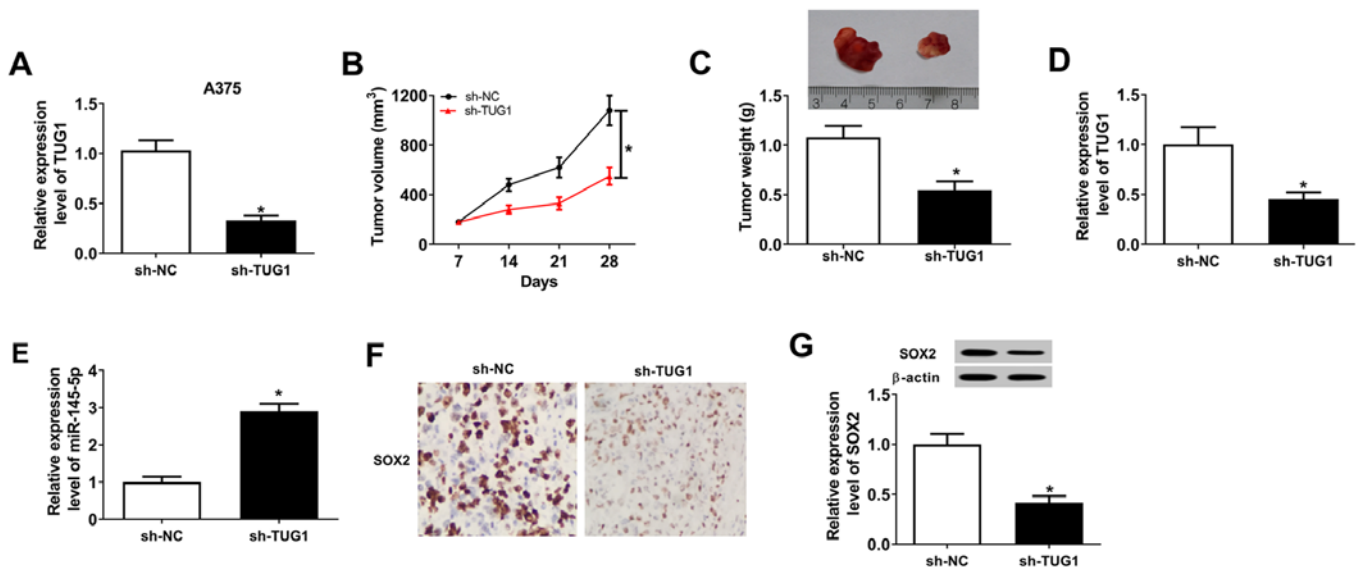 A
A375
Relative expression
level of TUG1
1.5
1.0
0.5
0.0
*
sh-NC
sh-TUG1
B
Tumor volume (mm³)
1200
800
400
0
sh-NC
sh-TUG1
*
7
14
21
28
Days
C
3
4
5
6
7
8
Tumor weight (g)
1.5
1.0
0.5
0.0
*
sh-NC
sh-TUG1
D
Relative expression
level of TUG1
1.5
1.0
0.5
0.0
*
sh-NC
sh-TUG1
E
Relative expression
level of miR-145-5p
4
3
2
1
0
*
sh-NC
sh-TUG1
F
sh-NC
sh-TUG1
SOX2
G
SOX2
β-actin
Relative expression
level of SOX2
1.5
1.0
0.5
0.0
*
sh-NC
sh-TUG1